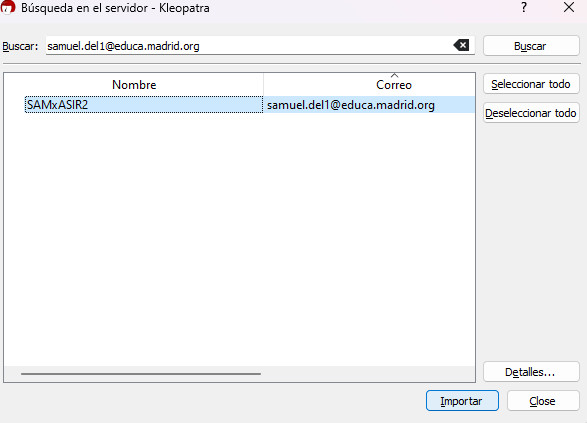 Búsqueda en el servidor - Kleopatra
?
Buscar: samuel.del1@educa.madrid.org Buscar
Nombre Correo Seleccionar todo
SAMxASIR2 samuel.del1@educa.madrid.org
Deseleccionar todo
Detalles...
Importar Close